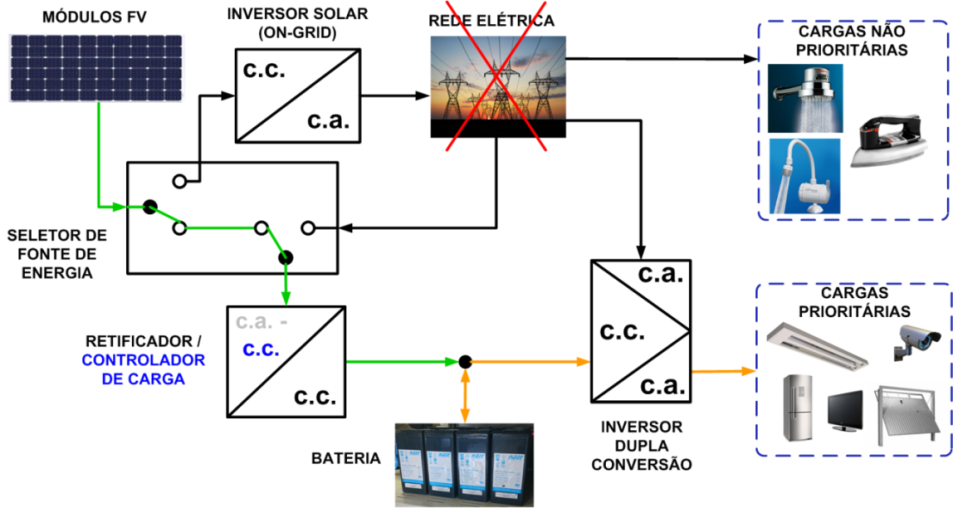 MÓDULOS FV
INVERSOR SOLAR
(ON-GRID)
c.c.
c.a.
REDE ELÉTRICA
CARGAS NÃO
PRIORITÁRIAS
SELETOR DE
FONTE DE
ENERGIA
RETIFICADOR /
CONTROLADOR
DE CARGA
c.a. -
c.c.
c.c.
BATERIA
c.a.
c.c.
c.a.
INVERSOR
DUPLA
CONVERSÃO
CARGAS
PRIORITÁRIAS